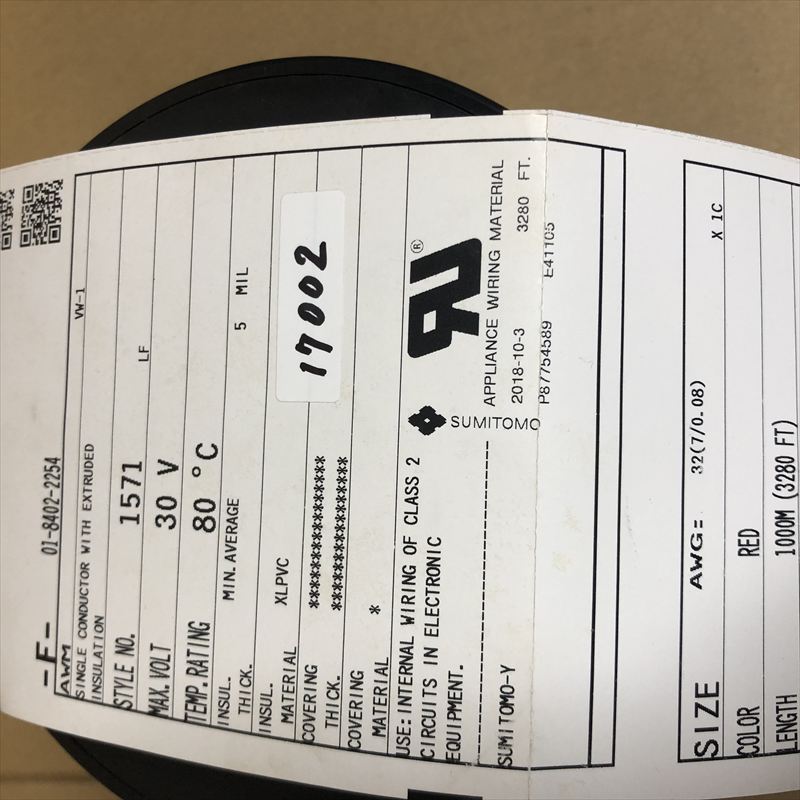 -F- 01-8402-2254
AWM VW-1
SINGLE CONDUCTOR WITH EXTRUDED
INSULATION
STYLE NO. 1571 LF
MAX. VOLT 30 V
TEMP. RATING 80 °C
INSUL. MIN. AVERAGE
THICK. 5 MIL
INSUL.
MATERIAL XLPVC
COVERING ********************
THICK. ********************
COVERING
MATERIAL *
17002
USE: INTERNAL WIRING OF CLASS 2
CIRCUITS IN ELECTRONIC
EQUIPMENT.
RU®
SUMITOMO
APPLIANCE WIRING MATERIAL
2018-10-3 3280 FT.
P87754589 E41105
SUMITOMO-Y
SIZE AWG: 32(7/0.08) X 1C
COLOR RED
LENGTH 1000M (3280 FT)